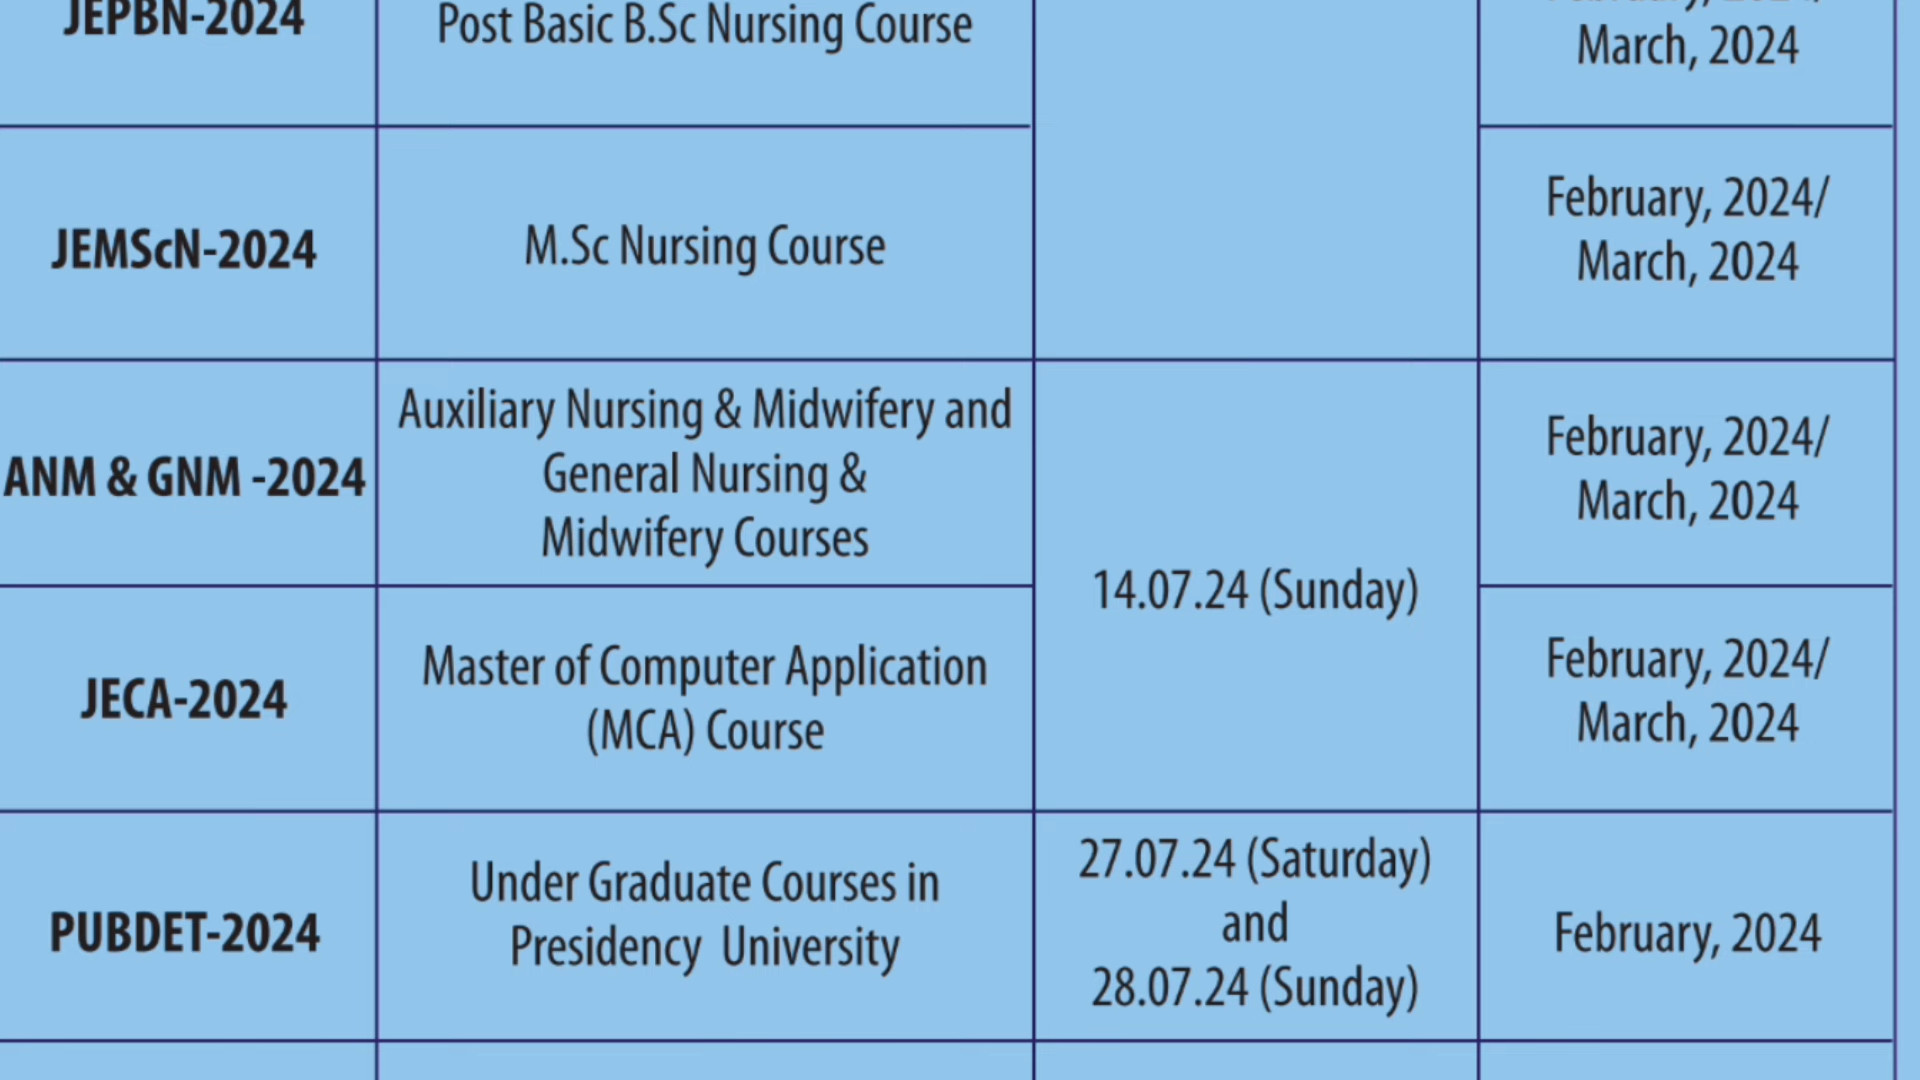 JEPBN-2024
Post Basic B.Sc Nursing Course
March, 2024
JEMScN-2024
M.Sc Nursing Course
February, 2024/
March, 2024
ANM & GNM -2024
Auxiliary Nursing & Midwifery and
General Nursing &
Midwifery Courses
14.07.24 (Sunday)
February, 2024/
March, 2024
JECA-2024
Master of Computer Application
(MCA) Course
February, 2024/
March, 2024
PUBDET-2024
Under Graduate Courses in
Presidency  University
27.07.24 (Saturday)
and
28.07.24 (Sunday)
February, 2024